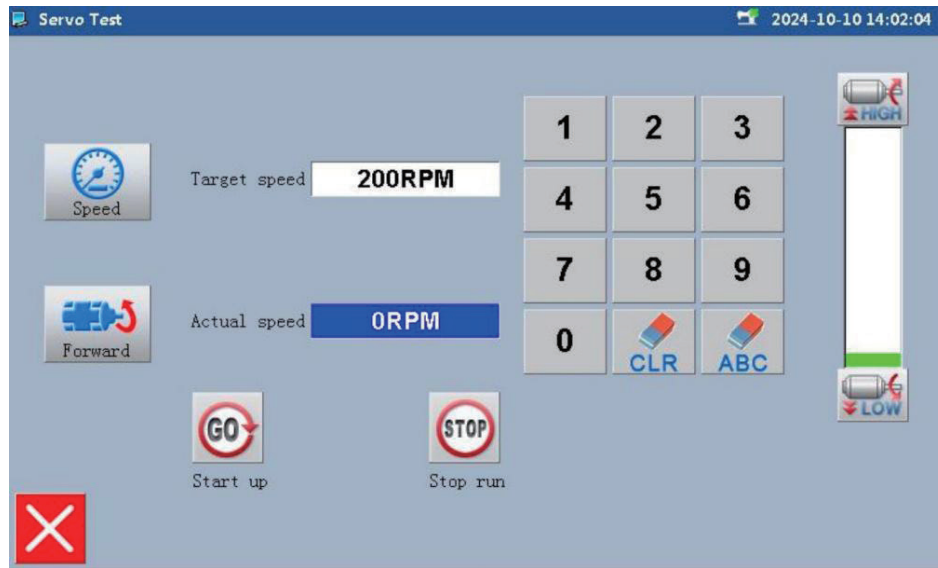 Servo Test
2024-10-10 14:02:04
HIGH
1 2 3
Speed
Target speed 200RPM
4 5 6
7 8 9
Forward
Actual speed 0RPM
0 CLR ABC
LOW
GO
STOP
Start up
Stop run